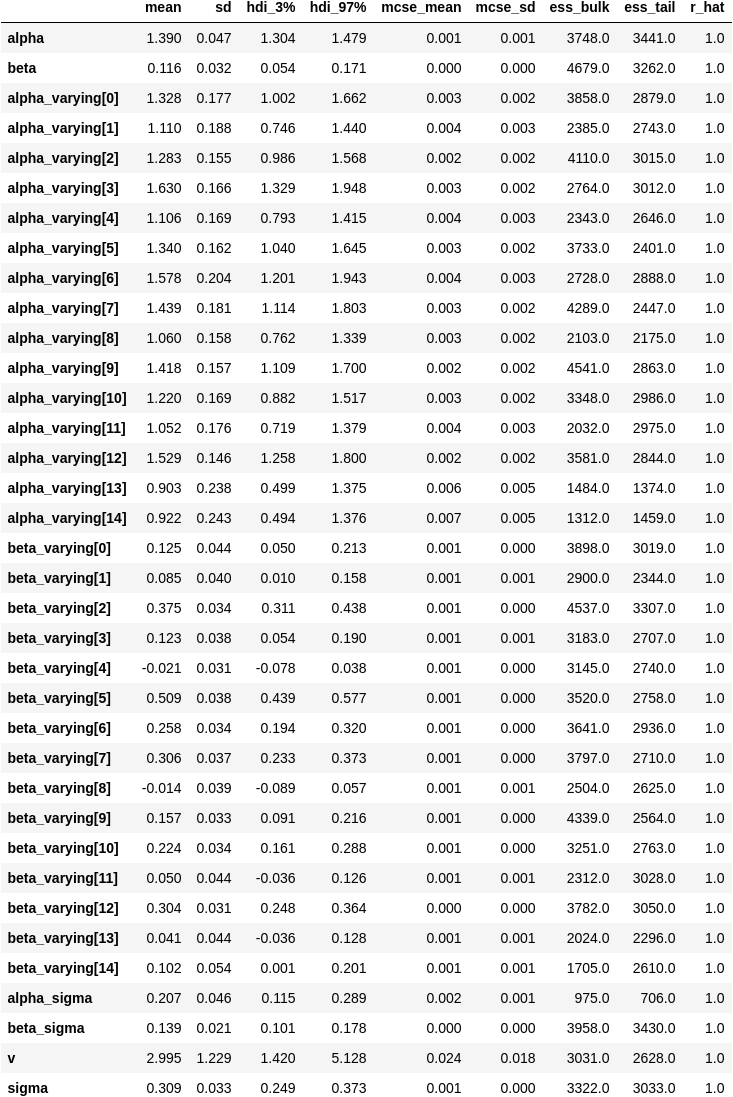 mean sd hdi_3% hdi_97% mcse_mean mcse_sd ess_bulk ess_tail r_hat
alpha 1.390 0.047 1.304 1.479 0.001 0.001 3748.0 3441.0 1.0
beta 0.116 0.032 0.054 0.171 0.000 0.000 4679.0 3262.0 1.0
alpha_varying[0] 1.328 0.177 1.002 1.662 0.003 0.002 3858.0 2879.0 1.0
alpha_varying[1] 1.110 0.188 0.746 1.440 0.004 0.003 2385.0 2743.0 1.0
alpha_varying[2] 1.283 0.155 0.986 1.568 0.002 0.002 4110.0 3015.0 1.0
alpha_varying[3] 1.630 0.166 1.329 1.948 0.003 0.002 2764.0 3012.0 1.0
alpha_varying[4] 1.106 0.169 0.793 1.415 0.004 0.003 2343.0 2646.0 1.0
alpha_varying[5] 1.340 0.162 1.040 1.645 0.003 0.002 3733.0 2401.0 1.0
alpha_varying[6] 1.578 0.204 1.201 1.943 0.004 0.003 2728.0 2888.0 1.0
alpha_varying[7] 1.439 0.181 1.114 1.803 0.003 0.002 4289.0 2447.0 1.0
alpha_varying[8] 1.060 0.158 0.762 1.339 0.003 0.002 2103.0 2175.0 1.0
alpha_varying[9] 1.418 0.157 1.109 1.700 0.002 0.002 4541.0 2863.0 1.0
alpha_varying[10] 1.220 0.169 0.882 1.517 0.003 0.002 3348.0 2986.0 1.0
alpha_varying[11] 1.052 0.176 0.719 1.379 0.004 0.003 2032.0 2975.0 1.0
alpha_varying[12] 1.529 0.146 1.258 1.800 0.002 0.002 3581.0 2844.0 1.0
alpha_varying[13] 0.903 0.238 0.499 1.375 0.006 0.005 1484.0 1374.0 1.0
alpha_varying[14] 0.922 0.243 0.494 1.376 0.007 0.005 1312.0 1459.0 1.0
beta_varying[0] 0.125 0.044 0.050 0.213 0.001 0.000 3898.0 3019.0 1.0
beta_varying[1] 0.085 0.040 0.010 0.158 0.001 0.001 2900.0 2344.0 1.0
beta_varying[2] 0.375 0.034 0.311 0.438 0.001 0.000 4537.0 3307.0 1.0
beta_varying[3] 0.123 0.038 0.054 0.190 0.001 0.001 3183.0 2707.0 1.0
beta_varying[4] -0.021 0.031 -0.078 0.038 0.001 0.000 3145.0 2740.0 1.0
beta_varying[5] 0.509 0.038 0.439 0.577 0.001 0.000 3520.0 2758.0 1.0
beta_varying[6] 0.258 0.034 0.194 0.320 0.001 0.000 3641.0 2936.0 1.0
beta_varying[7] 0.306 0.037 0.233 0.373 0.001 0.000 3797.0 2710.0 1.0
beta_varying[8] -0.014 0.039 -0.089 0.057 0.001 0.001 2504.0 2625.0 1.0
beta_varying[9] 0.157 0.033 0.091 0.216 0.001 0.000 4339.0 2564.0 1.0
beta_varying[10] 0.224 0.034 0.161 0.288 0.001 0.000 3251.0 2763.0 1.0
beta_varying[11] 0.050 0.044 -0.036 0.126 0.001 0.001 2312.0 3028.0 1.0
beta_varying[12] 0.304 0.031 0.248 0.364 0.000 0.000 3782.0 3050.0 1.0
beta_varying[13] 0.041 0.044 -0.036 0.128 0.001 0.001 2024.0 2296.0 1.0
beta_varying[14] 0.102 0.054 0.001 0.201 0.001 0.001 1705.0 2610.0 1.0
alpha_sigma 0.207 0.046 0.115 0.289 0.002 0.001 975.0 706.0 1.0
beta_sigma 0.139 0.021 0.101 0.178 0.000 0.000 3958.0 3430.0 1.0
v 2.995 1.229 1.420 5.128 0.024 0.018 3031.0 2628.0 1.0
sigma 0.309 0.033 0.249 0.373 0.001 0.000 3322.0 3033.0 1.0